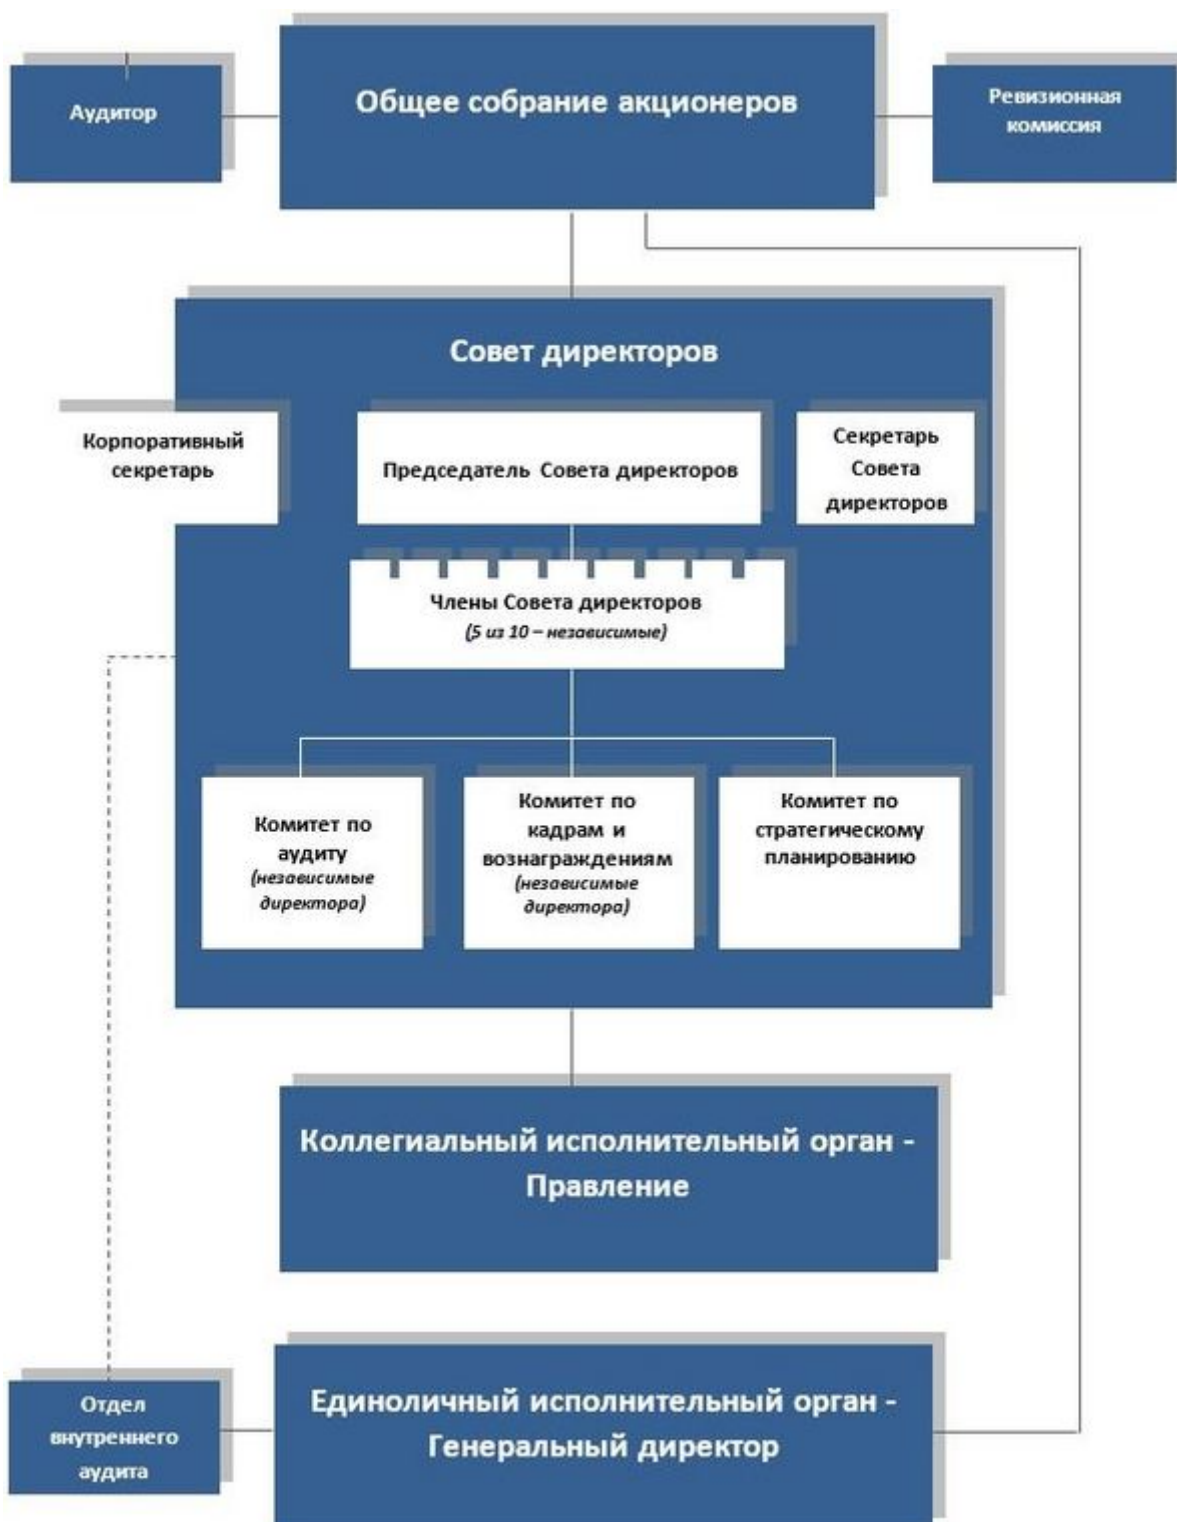 Общее собрание акционеров
Аудитор
Ревизионная
комиссия
Совет директоров
Корпоративный
секретарь
Председатель Совета директоров
Секретарь
Совета
директоров
Члены Совета директоров
(5 из 10 – независимые)
Комитет по
аудиту
(независимые
директора)
Комитет по
кадрам и
вознаграждениям
(независимые
директора)
Комитет по
стратегическому
планированию
Коллегиальный исполнительный орган -
Правление
Отдел
внутреннего
аудита
Единоличный исполнительный орган -
Генеральный директор